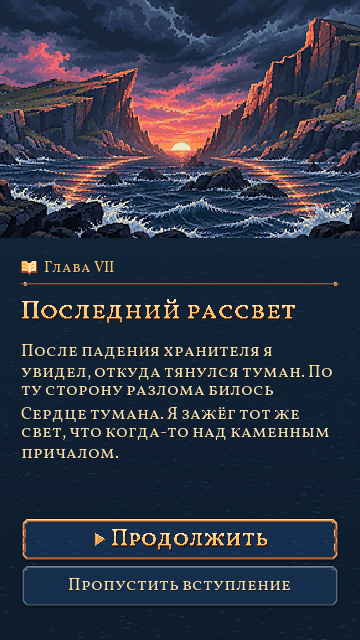 Глава VII
Последний рассвет
После падения хранителя я
увидел, откуда тянулся туман. По
ту сторону разлома билось
Сердце тумана. Я зажёг тот же
свет, что когда-то над каменным
причалом.
Продолжить
Пропустить вступление